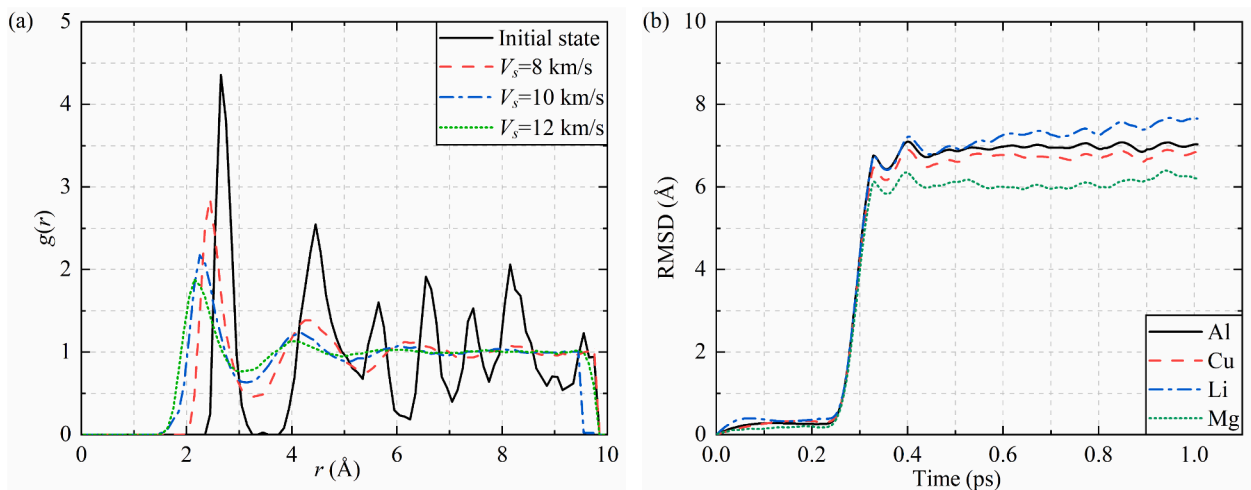 (a)
5
4
3
2
1
0
g(r)
0 2 4 6 8 10
r (Å)
Initial state
Vs=8 km/s
Vs=10 km/s
Vs=12 km/s
(b)
10
8
6
4
2
0
RMSD (Å)
0.0 0.2 0.4 0.6 0.8 1.0
Time (ps)
Al
Cu
Li
Mg